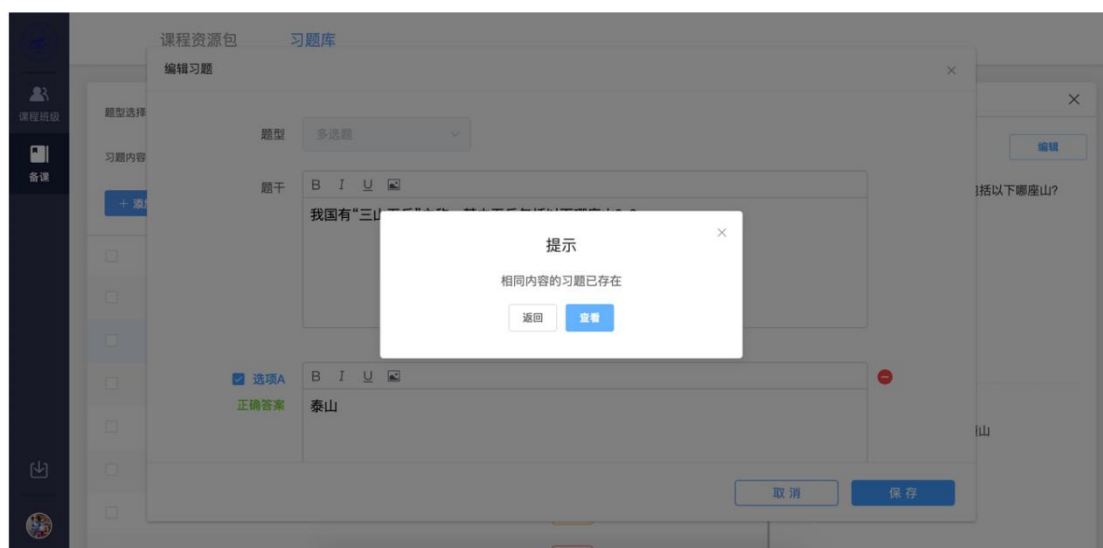 课程资源包 习题库
编辑习题
课程班级
题型选择
题型 多选题
编辑
备课
习题内容
题干 B I U
括以下哪座山?
+ 添
我国有“三山
提示
相同内容的习题已存在
返回 查看
选项A B I U
正确答案 泰山
山
取消 保存